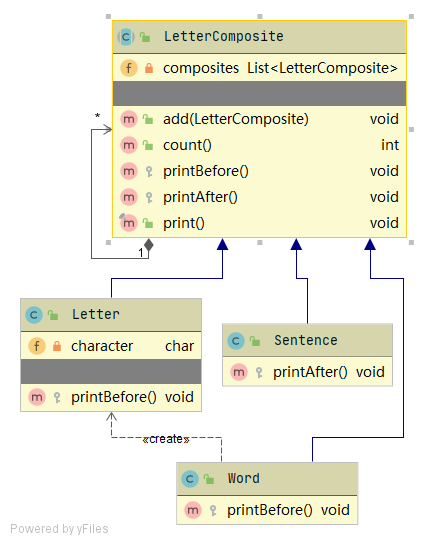 LetterComposite
composites List<LetterComposite>
add(LetterComposite) void
count() int
printBefore() void
printAfter() void
print() void
*
1
Letter
character char
printBefore() void
Sentence
printAfter() void
«create»
Word
printBefore() void
Powered by yFiles